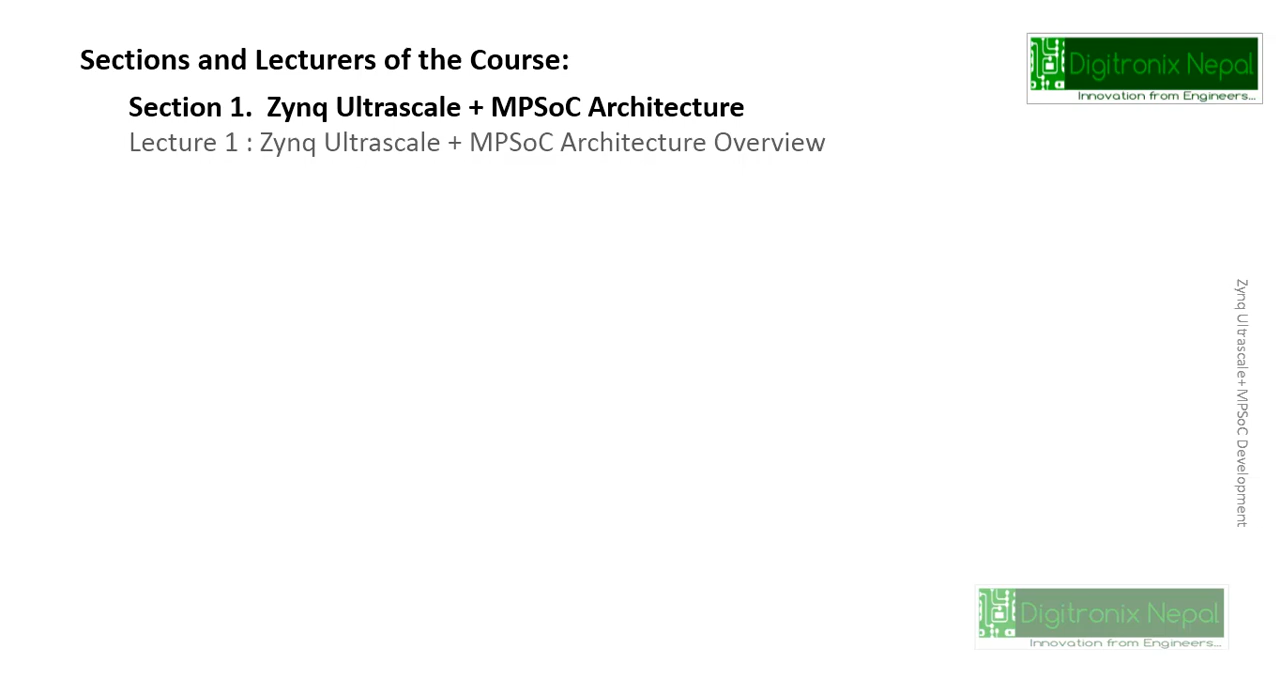 Sections and Lecturers of the Course:
Digitronix Nepal
Innovation from Engineers...
Section 1. Zynq Ultrascale + MPSoC Architecture
Lecture 1 : Zynq Ultrascale + MPSoC Architecture Overview
Zynq Ultrascale+ MPSoC Development
Digitronix Nepal
Innovation from Engineers...